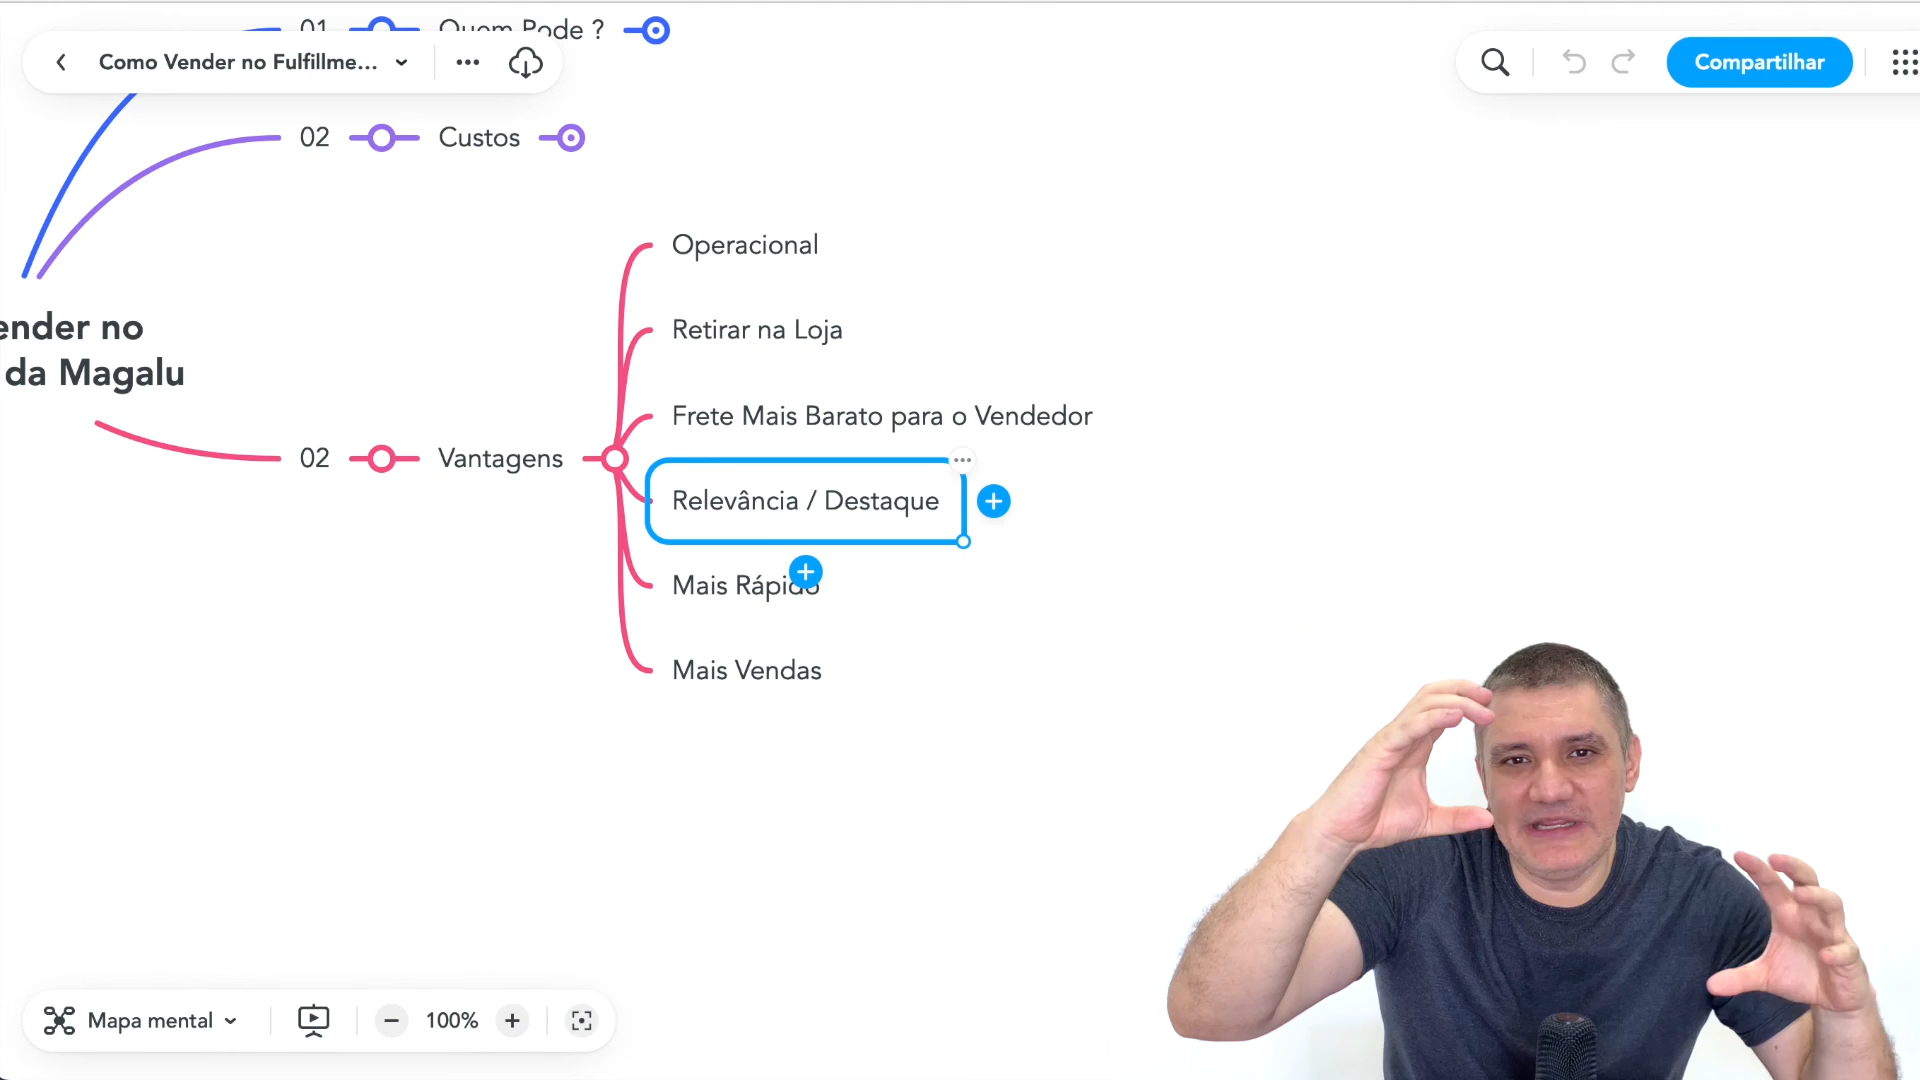 01 Quem Pode ?
Como Vender no Fulfillme...
Compartilhar
02 Custos
Operacional
Retirar na Loja
ender no
da Magalu
Frete Mais Barato para o Vendedor
02 Vantagens
Relevância / Destaque
Mais Rápido
Mais Vendas
Mapa mental
100%